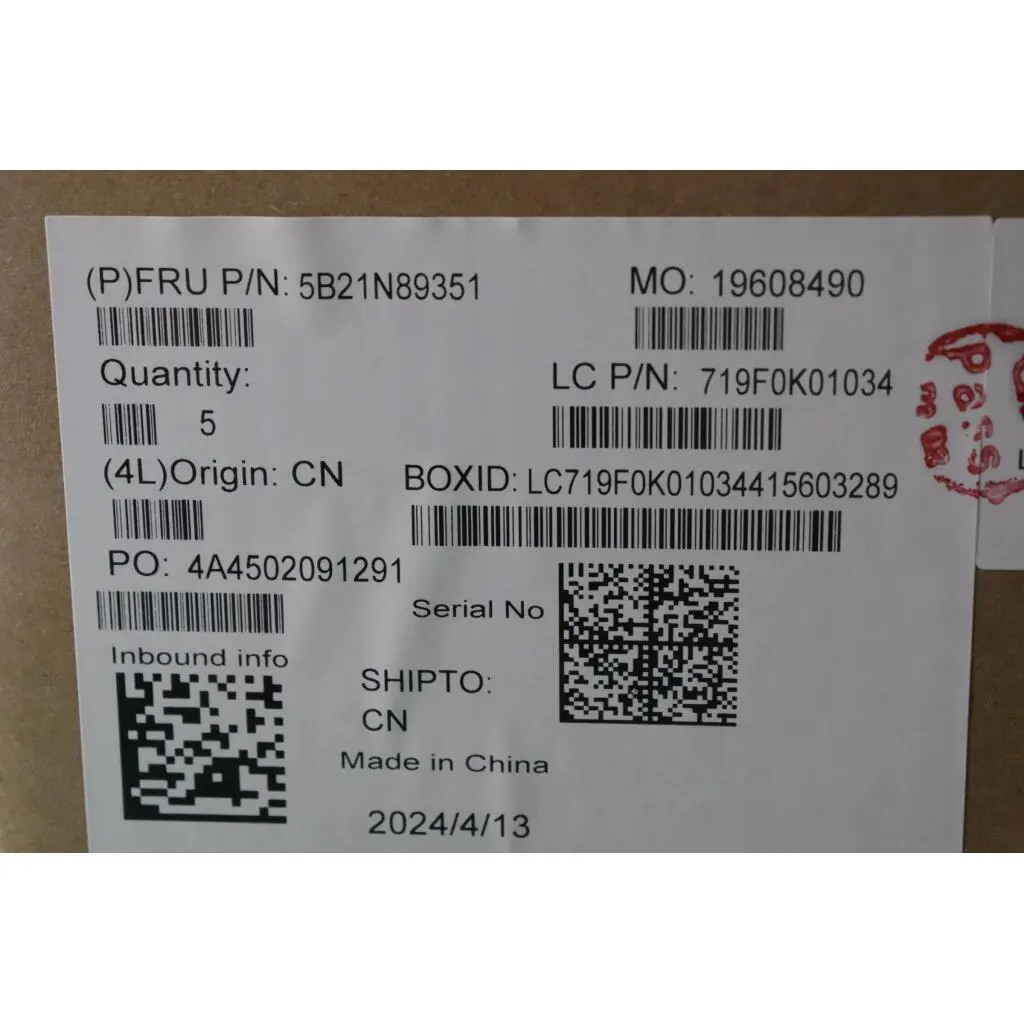 (P)FRU P/N: 5B21N89351
MO: 19608490
Quantity:
5
LC P/N: 719F0K01034
(4L)Origin: CN
BOXID: LC719F0K01034415603289
PO: 4A4502091291
Serial No
Inbound info
SHIPTO:
CN
Made in China
2024/4/13